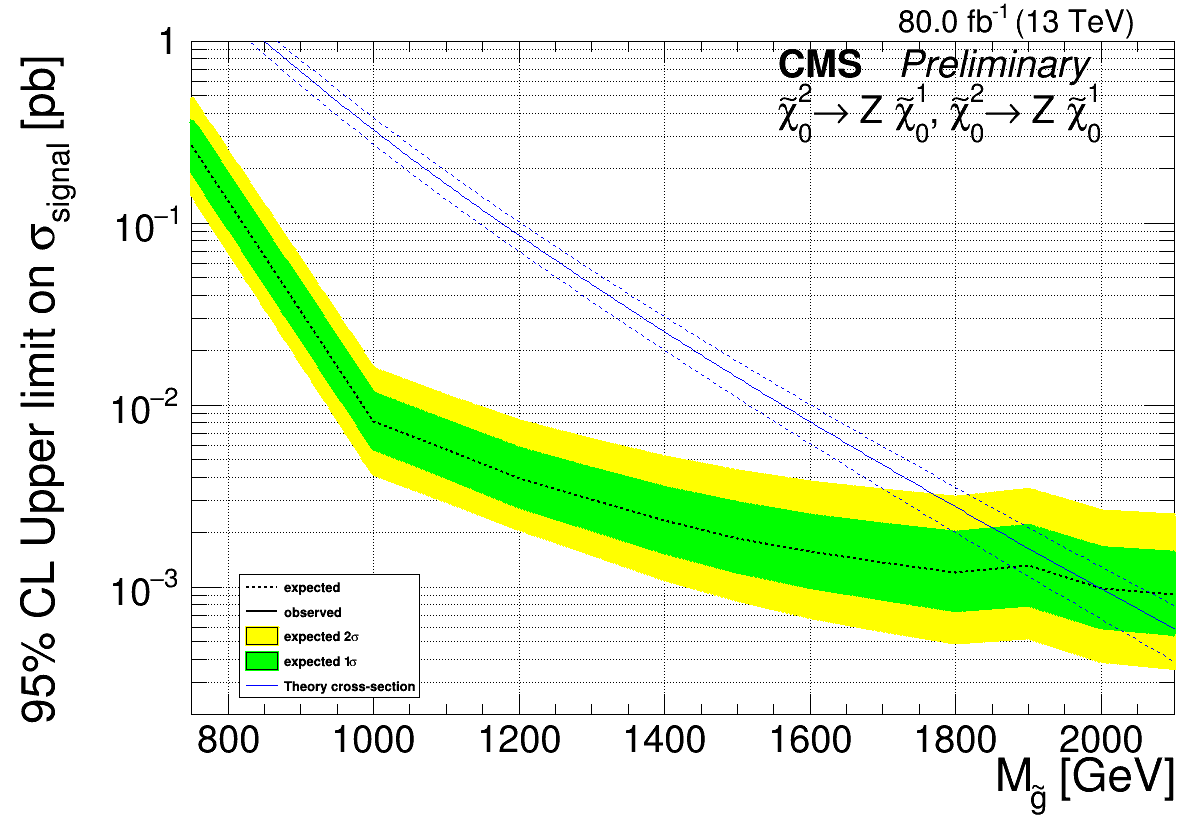 80.0 fb⁻¹ (13 TeV)
CMS Preliminary
χ̃²₀→ Z χ̃¹₀, χ̃²₀→ Z χ̃¹₀
95% CL Upper limit on σ_signal [pb]
1
10⁻¹
10⁻²
10⁻³
expected
observed
expected 2σ
expected 1σ
Theory cross-section
800 1000 1200 1400 1600 1800 2000
M_g̃ [GeV]